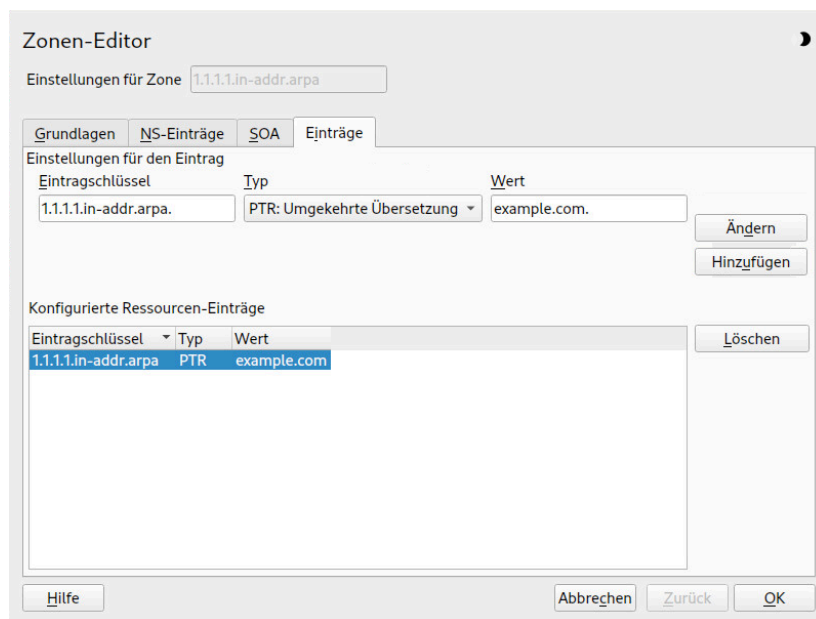 Zonen-Editor
Einstellungen für Zone 1.1.1.1.in-addr.arpa
Grundlagen NS-Einträge SOA Einträge
Einstellungen für den Eintrag
Eintragschlüssel Typ Wert
1.1.1.1.in-addr.arpa. PTR: Umgekehrte Übersetzung example.com.
Ändern
Hinzufügen
Konfigurierte Ressourcen-Einträge
Eintragschlüssel Typ Wert Löschen
1.1.1.1.in-addr.arpa PTR example.com
Hilfe Abbrechen Zurück OK